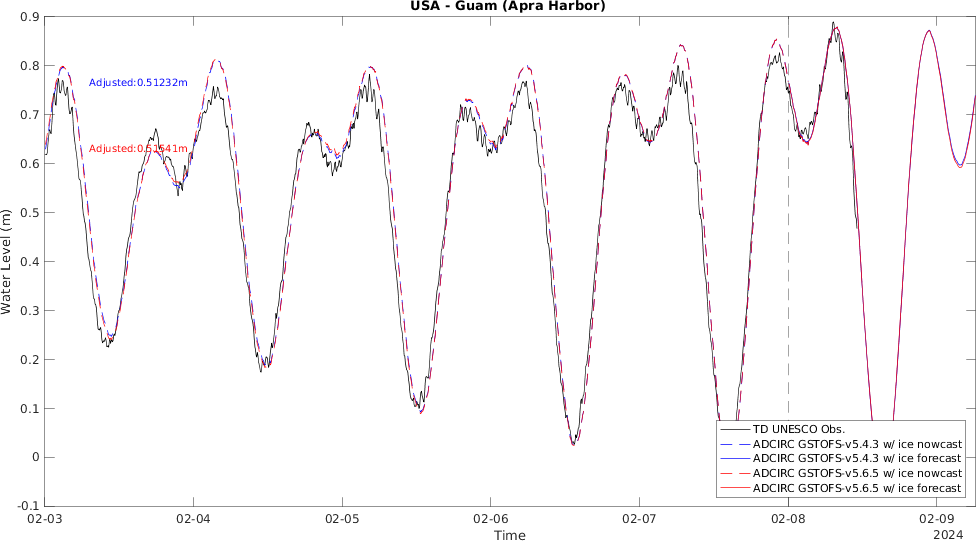 USA - Guam (Apra Harbor)
0.9
0.8
0.7
0.6
0.5
0.4
0.3
0.2
0.1
0
-0.1
Water Level (m)
Adjusted:0.51232m
Adjusted:0.51541m
TD UNESCO Obs.
ADCIRC GSTOFS-v5.4.3 w/ ice nowcast
ADCIRC GSTOFS-v5.4.3 w/ ice forecast
ADCIRC GSTOFS-v5.6.5 w/ ice nowcast
ADCIRC GSTOFS-v5.6.5 w/ ice forecast
02-03 02-04 02-05 02-06 02-07 02-08 02-09
Time
2024